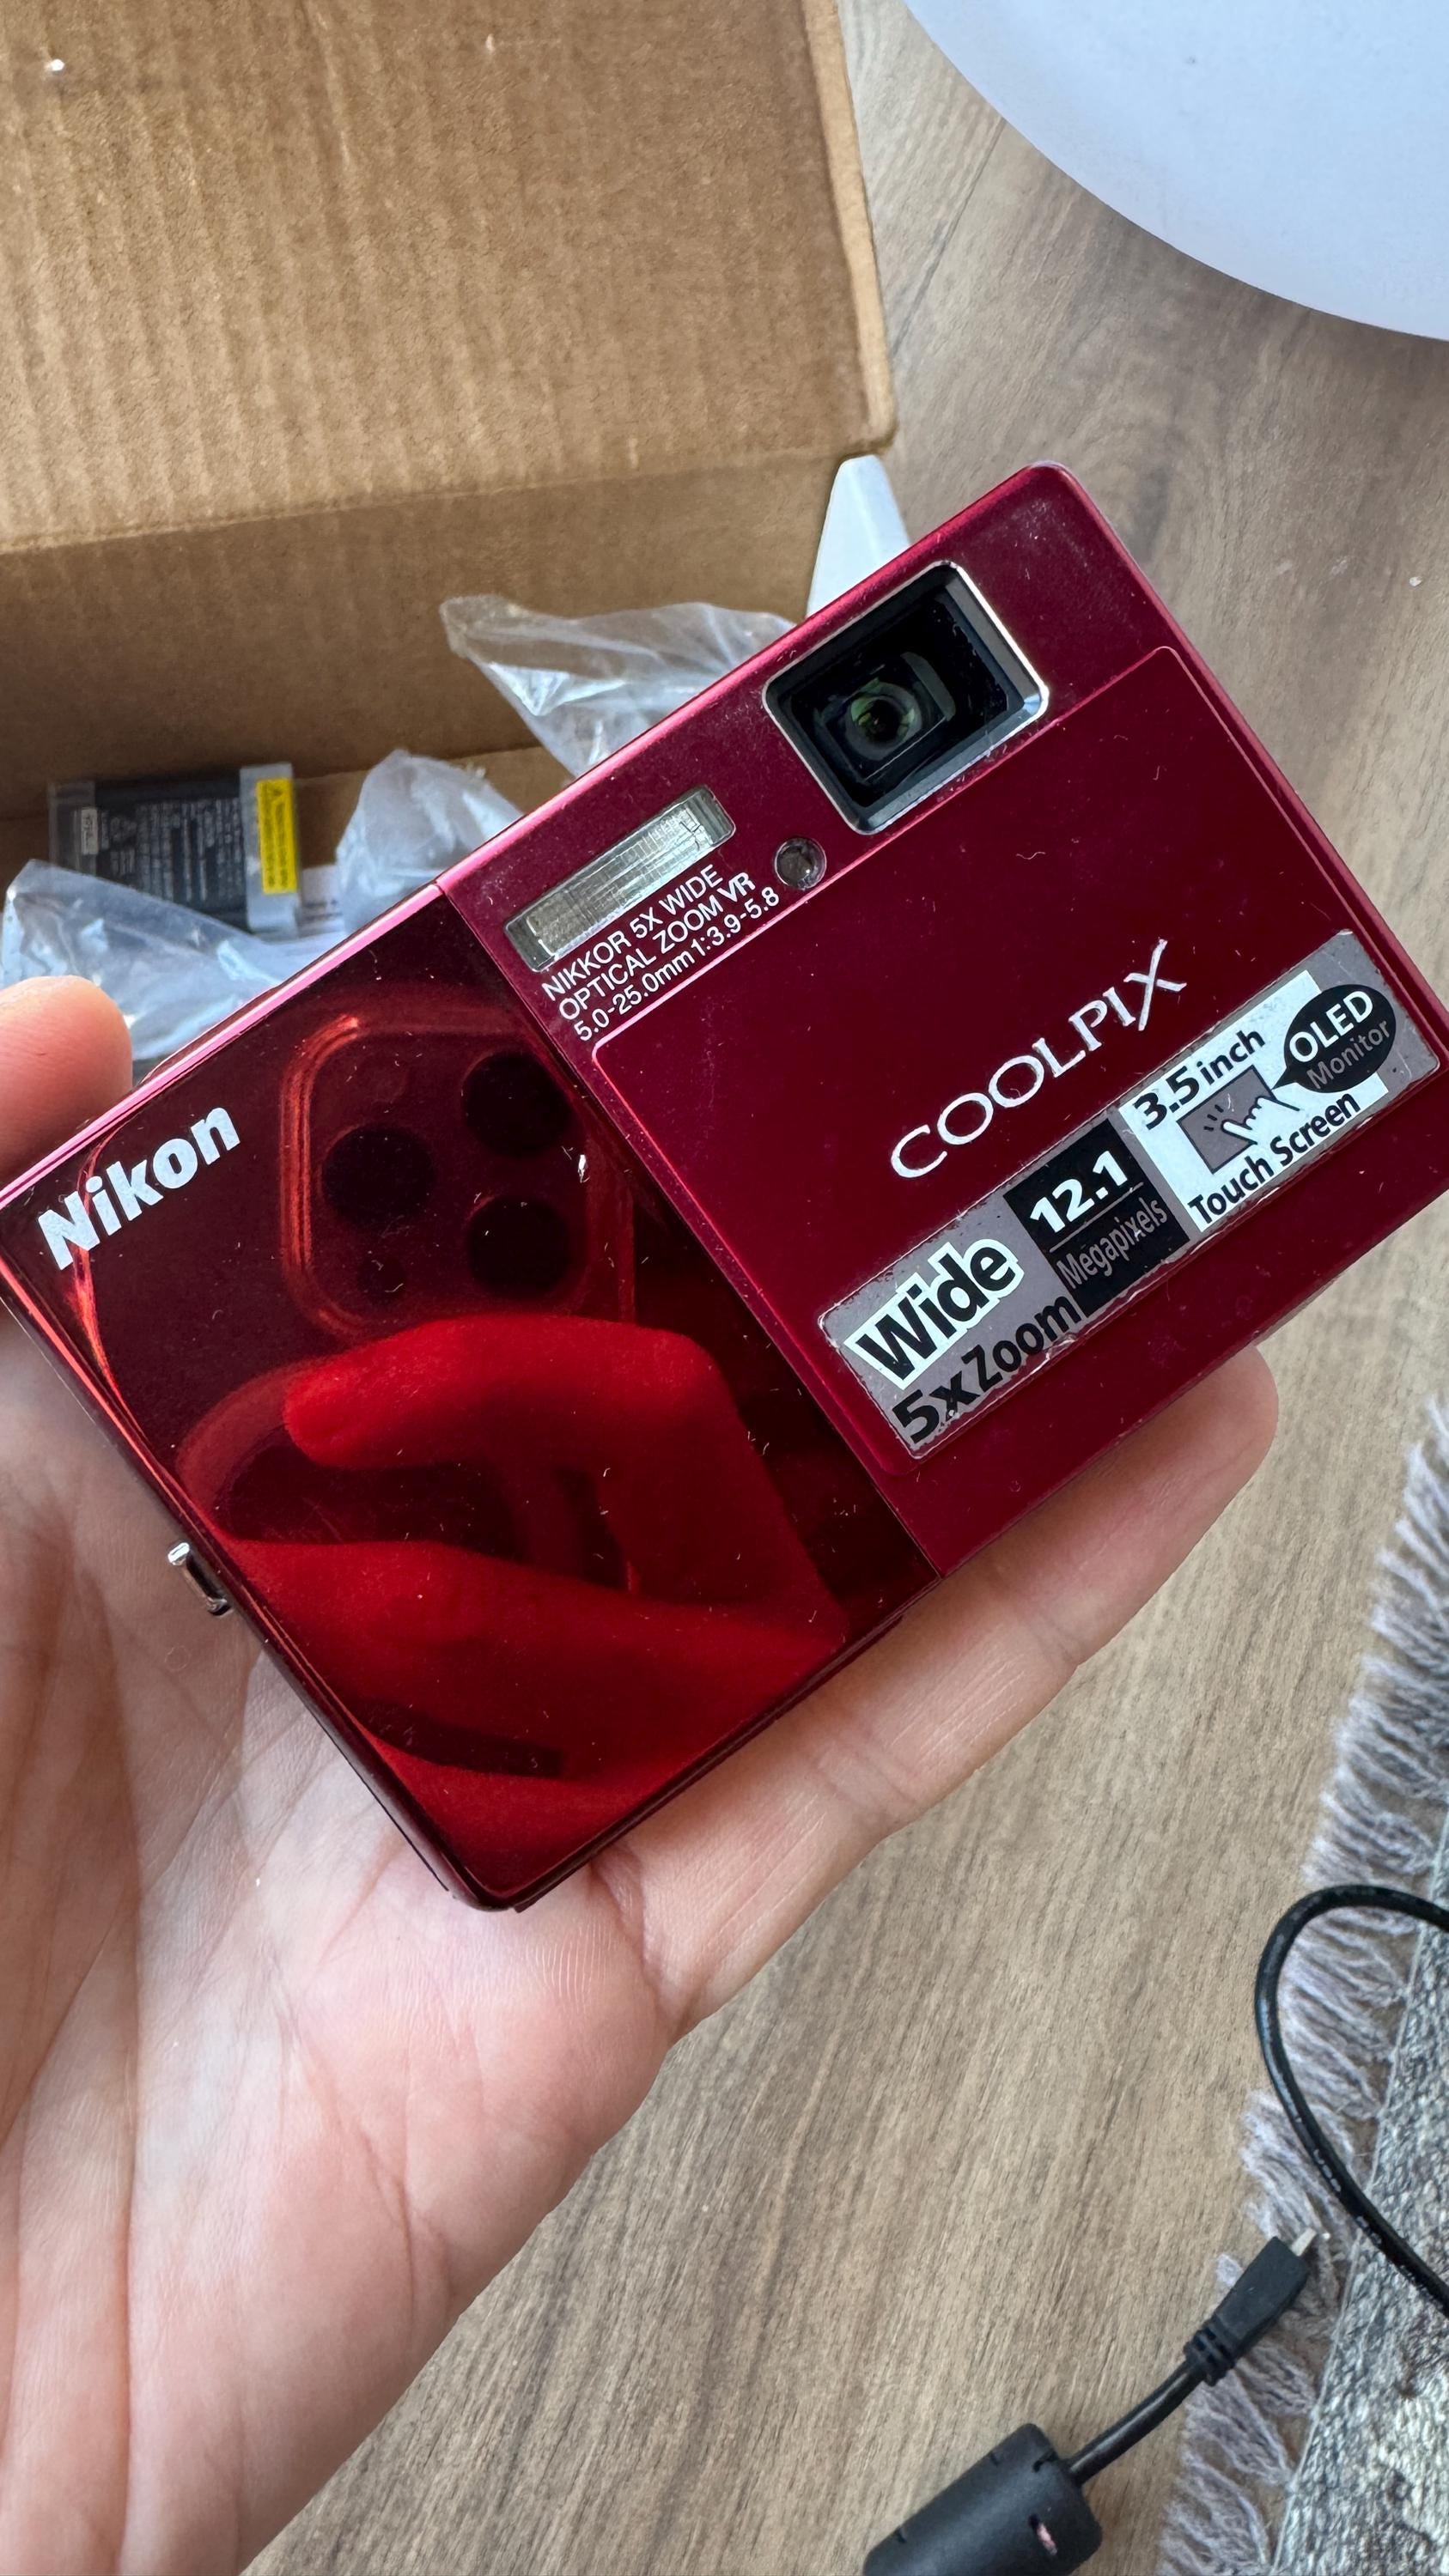 Nikon
NIKKOR 5X WIDE
OPTICAL ZOOM VR
5.0-25.0mm 1:3.9-5.8
COOLPIX
Wide
5xZoom
12.1
Megapixels
3.5inch
OLED
Monitor
Touch Screen